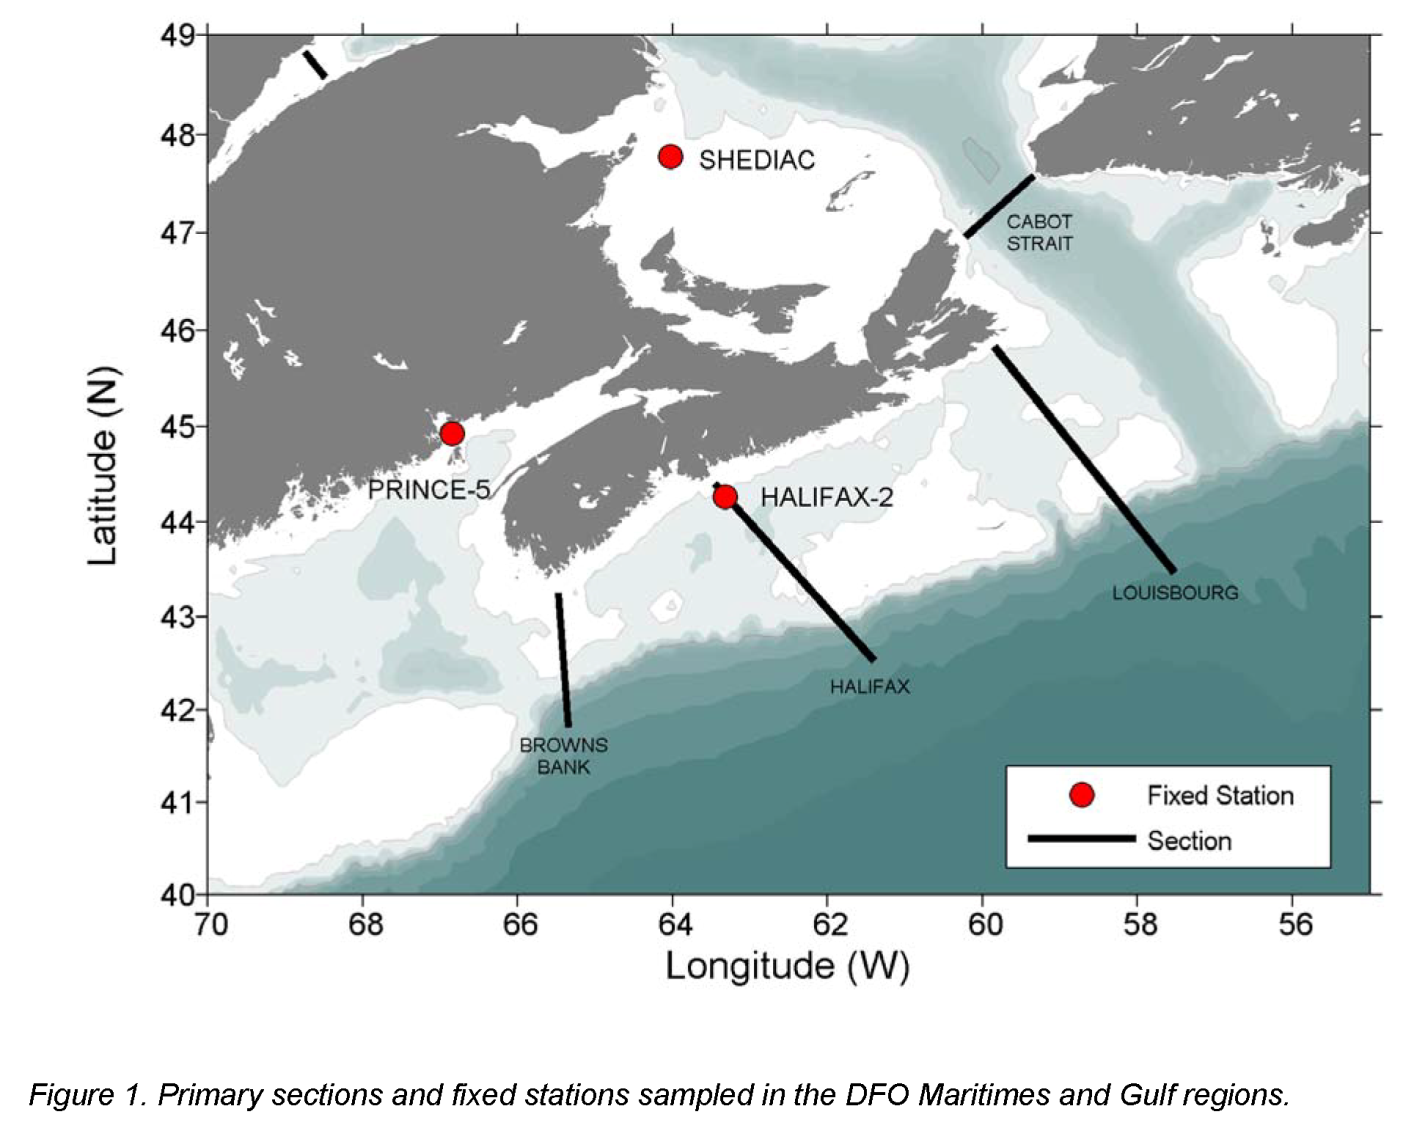 49
48
47
46
45
44
43
42
41
40
70
68
66
64
62
60
58
56
Latitude (N)
Longitude (W)
SHEDIAC
CABOT
STRAIT
PRINCE-5
HALIFAX-2
LOUISBOURG
HALIFAX
BROWNS
BANK
Fixed Station
Section
Figure 1. Primary sections and fixed stations sampled in the DFO Maritimes and Gulf regions.